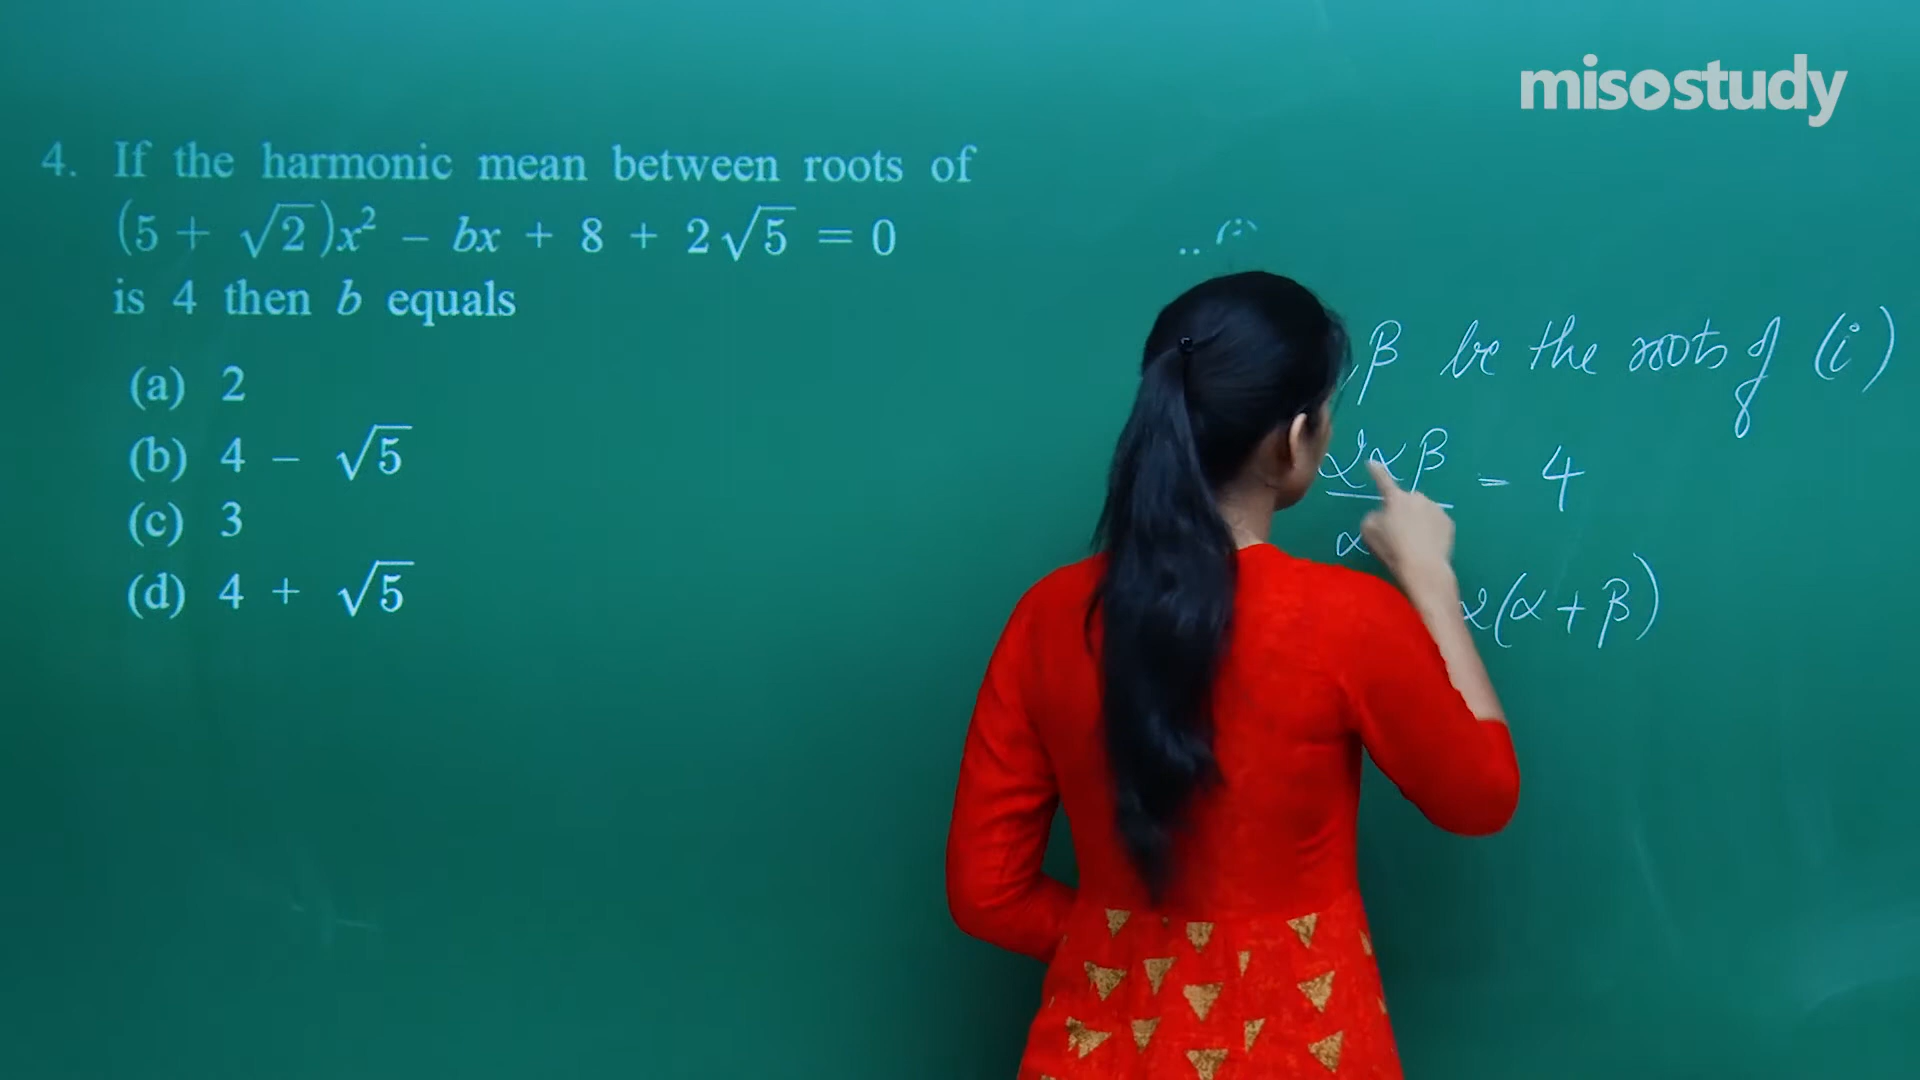 misostudy
4. If the harmonic mean between roots of
(5 + √2)x² − bx + 8 + 2√5 = 0
is 4 then b equals
(a) 2
(b) 4 − √5
(c) 3
(d) 4 + √5
.. (i)
, β be the roots of (i)
2αβ / α = 4
2(α + β)